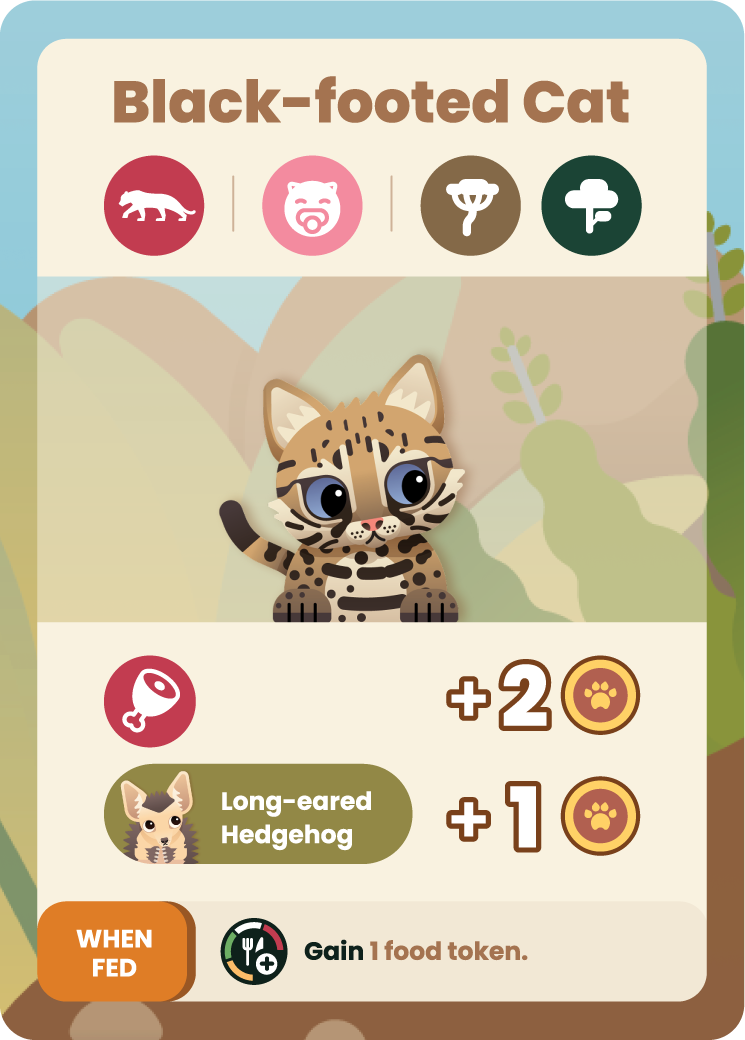 Black-footed Cat
+2
Long-eared
Hedgehog
+1
WHEN
FED
Gain 1 food token.